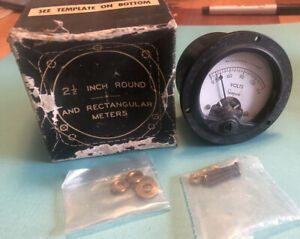 SEE TEMPLATE ON BOTTOM
2½ INCH ROUND
AND RECTANGULAR
METERS
VOLTS